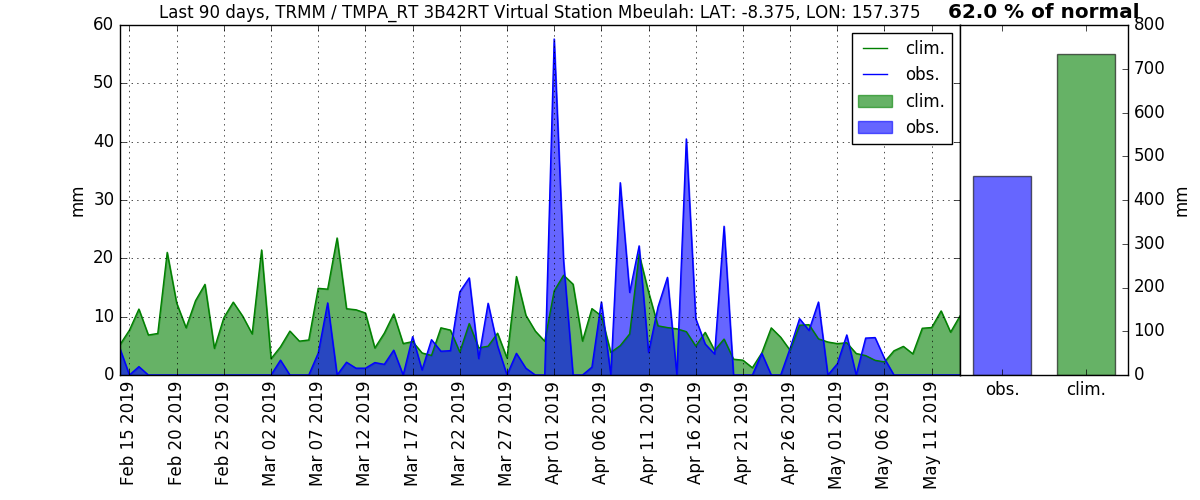 Last 90 days, TRMM / TMPA_RT 3B42RT Virtual Station Mbeulah: LAT: -8.375, LON: 157.375
62.0 % of normal
60
50
40
30
20
10
0
mm
clim.
obs.
clim.
obs.
800
700
600
500
400
300
200
100
0
mm
obs.
clim.
Feb 15 2019
Feb 20 2019
Feb 25 2019
Mar 02 2019
Mar 07 2019
Mar 12 2019
Mar 17 2019
Mar 22 2019
Mar 27 2019
Apr 01 2019
Apr 06 2019
Apr 11 2019
Apr 16 2019
Apr 21 2019
Apr 26 2019
May 01 2019
May 06 2019
May 11 2019